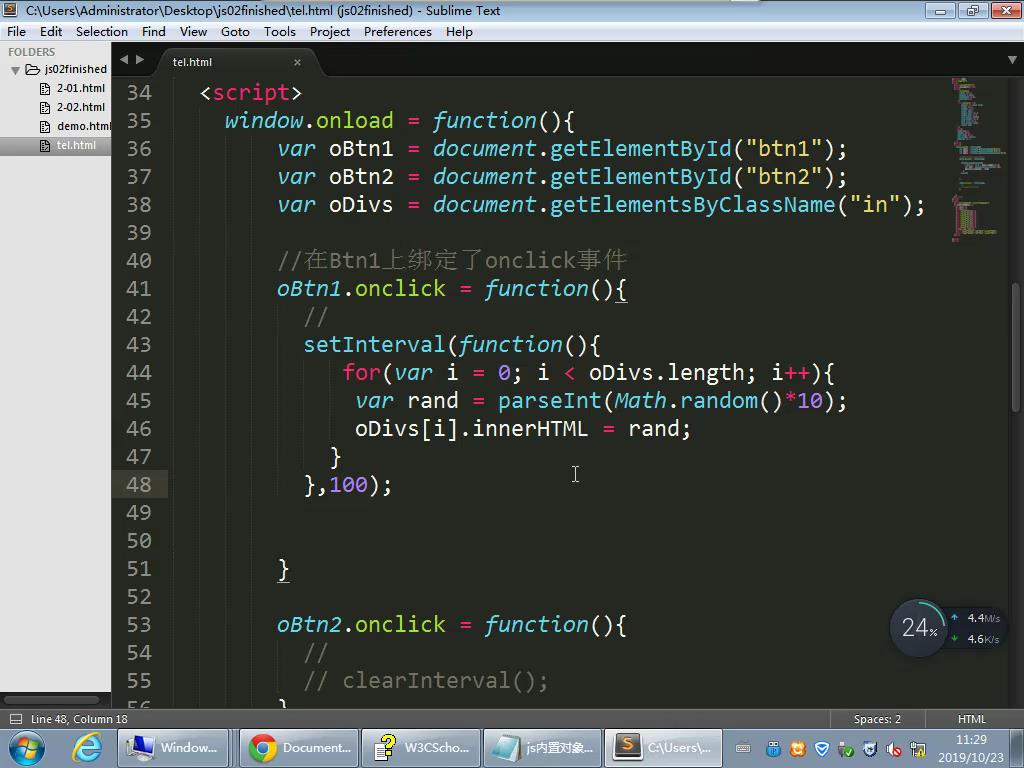 C:\Users\Administrator\Desktop\js02finished\tel.html (js02finished) - Sublime Text
File Edit Selection Find View Goto Tools Project Preferences Help
FOLDERS
js02finished
2-01.html
2-02.html
demo.html
tel.html
tel.html ×
34 <script>
35 window.onload = function(){
36 var oBtn1 = document.getElementById("btn1");
37 var oBtn2 = document.getElementById("btn2");
38 var oDivs = document.getElementsByClassName("in");
39
40 //在Btn1上绑定了onclick事件
41 oBtn1.onclick = function(){
42 //
43 setInterval(function(){
44 for(var i = 0; i < oDivs.length; i++){
45 var rand = parseInt(Math.random()*10);
46 oDivs[i].innerHTML = rand;
47 }
48 },100);
49
50
51 }
52
53 oBtn2.onclick = function(){
54 //
55 // clearInterval();
56 }
24%
4.4M/s
4.6K/s
Line 48, Column 18 Spaces: 2 HTML
Window... Document... W3CScho... js内置对象... C:\Users\...
11:29
2019/10/23